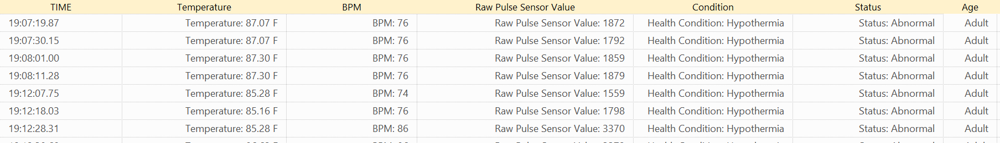 TIME Temperature BPM Raw Pulse Sensor Value Condition Status Age
19:07:19.87 Temperature: 87.07 F BPM: 76 Raw Pulse Sensor Value: 1872 Health Condition: Hypothermia Status: Abnormal Adult
19:07:30.15 Temperature: 87.07 F BPM: 76 Raw Pulse Sensor Value: 1792 Health Condition: Hypothermia Status: Abnormal Adult
19:08:01.00 Temperature: 87.30 F BPM: 76 Raw Pulse Sensor Value: 1859 Health Condition: Hypothermia Status: Abnormal Adult
19:08:11.28 Temperature: 87.30 F BPM: 76 Raw Pulse Sensor Value: 1879 Health Condition: Hypothermia Status: Abnormal Adult
19:12:07.75 Temperature: 85.28 F BPM: 74 Raw Pulse Sensor Value: 1559 Health Condition: Hypothermia Status: Abnormal Adult
19:12:18.03 Temperature: 85.16 F BPM: 76 Raw Pulse Sensor Value: 1798 Health Condition: Hypothermia Status: Abnormal Adult
19:12:28.31 Temperature: 85.28 F BPM: 86 Raw Pulse Sensor Value: 3370 Health Condition: Hypothermia Status: Abnormal Adult